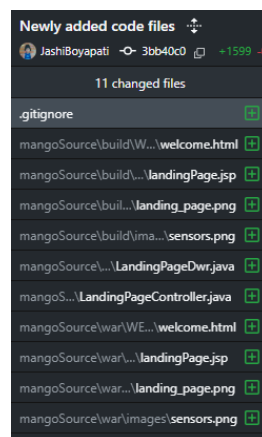 Newly added code files
JashiBoyapati 3bb40c0 +1599
11 changed files
.gitignore
mangoSource\build\W...\welcome.html
mangoSource\build\...\landingPage.jsp
mangoSource\buil...\landing_page.png
mangoSource\build\ima...\sensors.png
mangoSource\...\LandingPageDwr.java
mangoS...\LandingPageController.java
mangoSource\war\WE...\welcome.html
mangoSource\war\...\landingPage.jsp
mangoSource\war...\landing_page.png
mangoSource\war\images\sensors.png